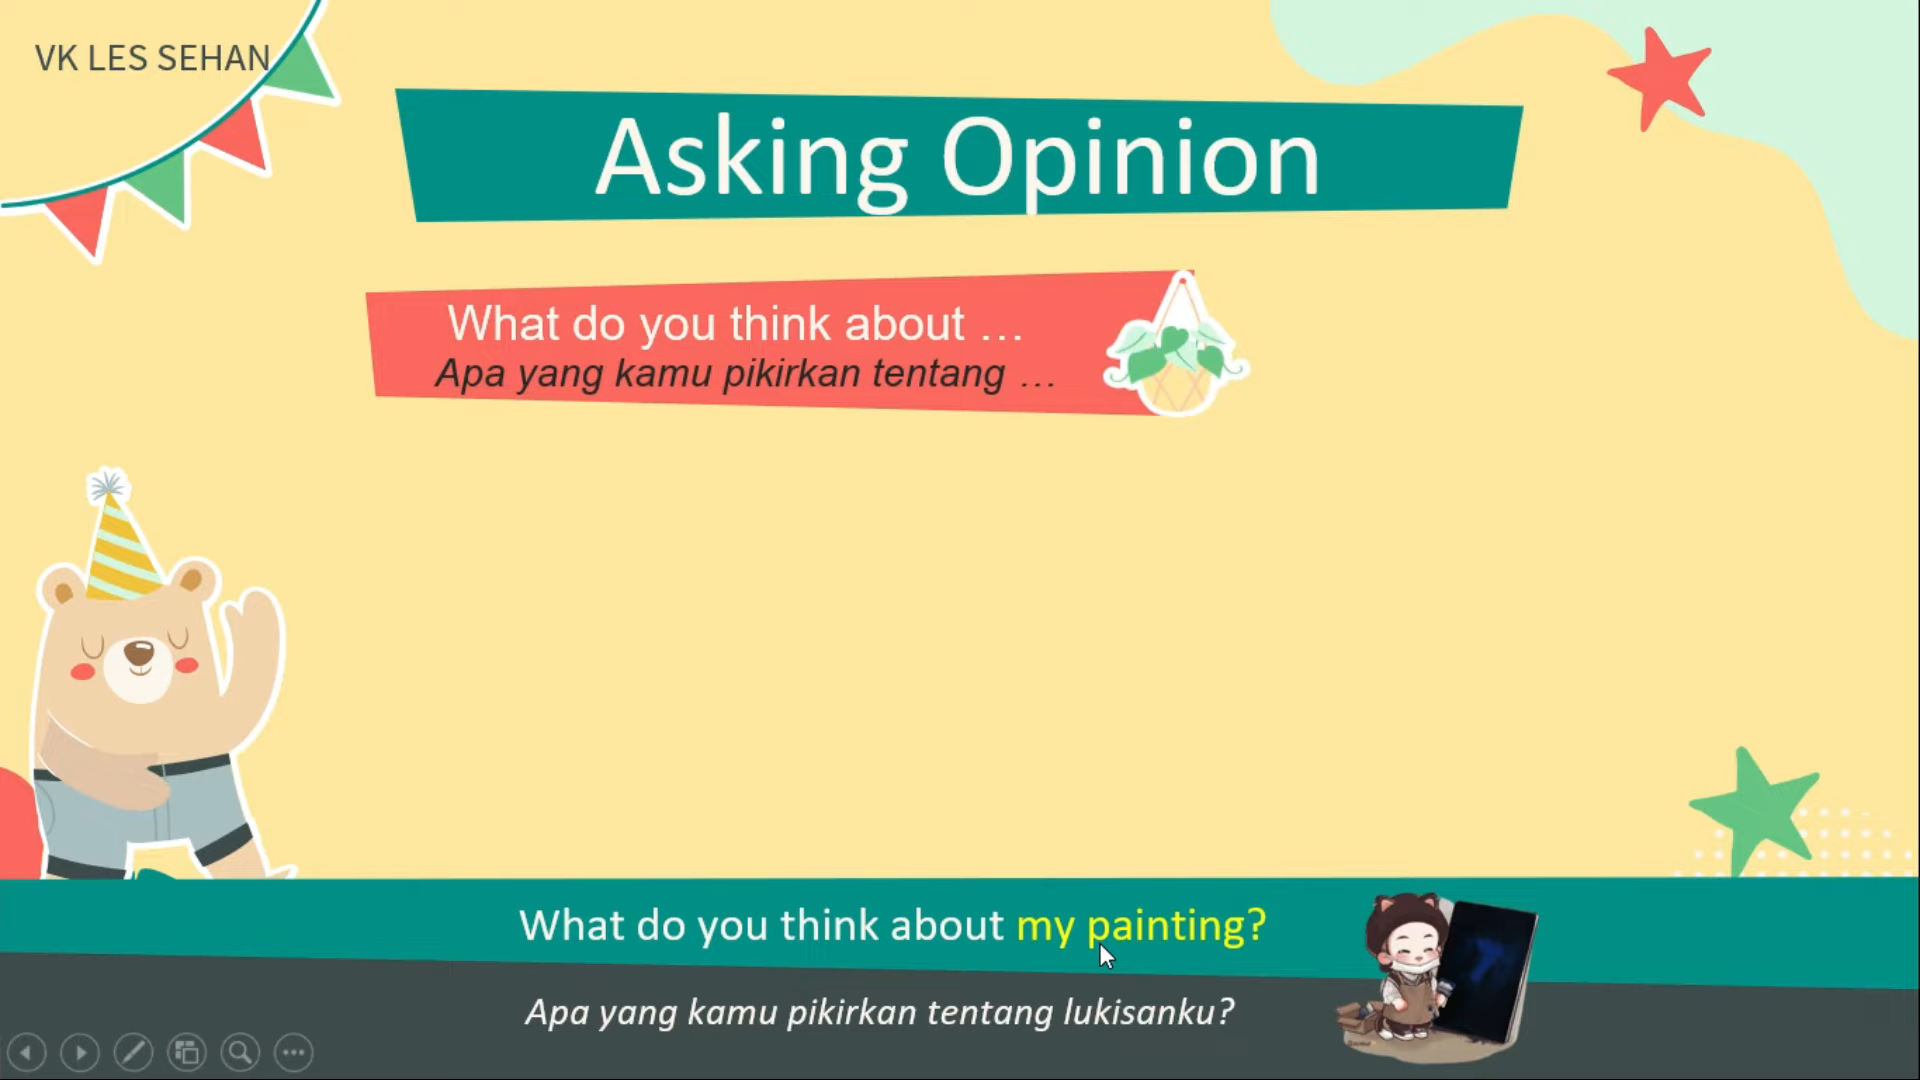 VK LES SEHAN
Asking Opinion
What do you think about …
Apa yang kamu pikirkan tentang …
What do you think about my painting?
Apa yang kamu pikirkan tentang lukisanku?